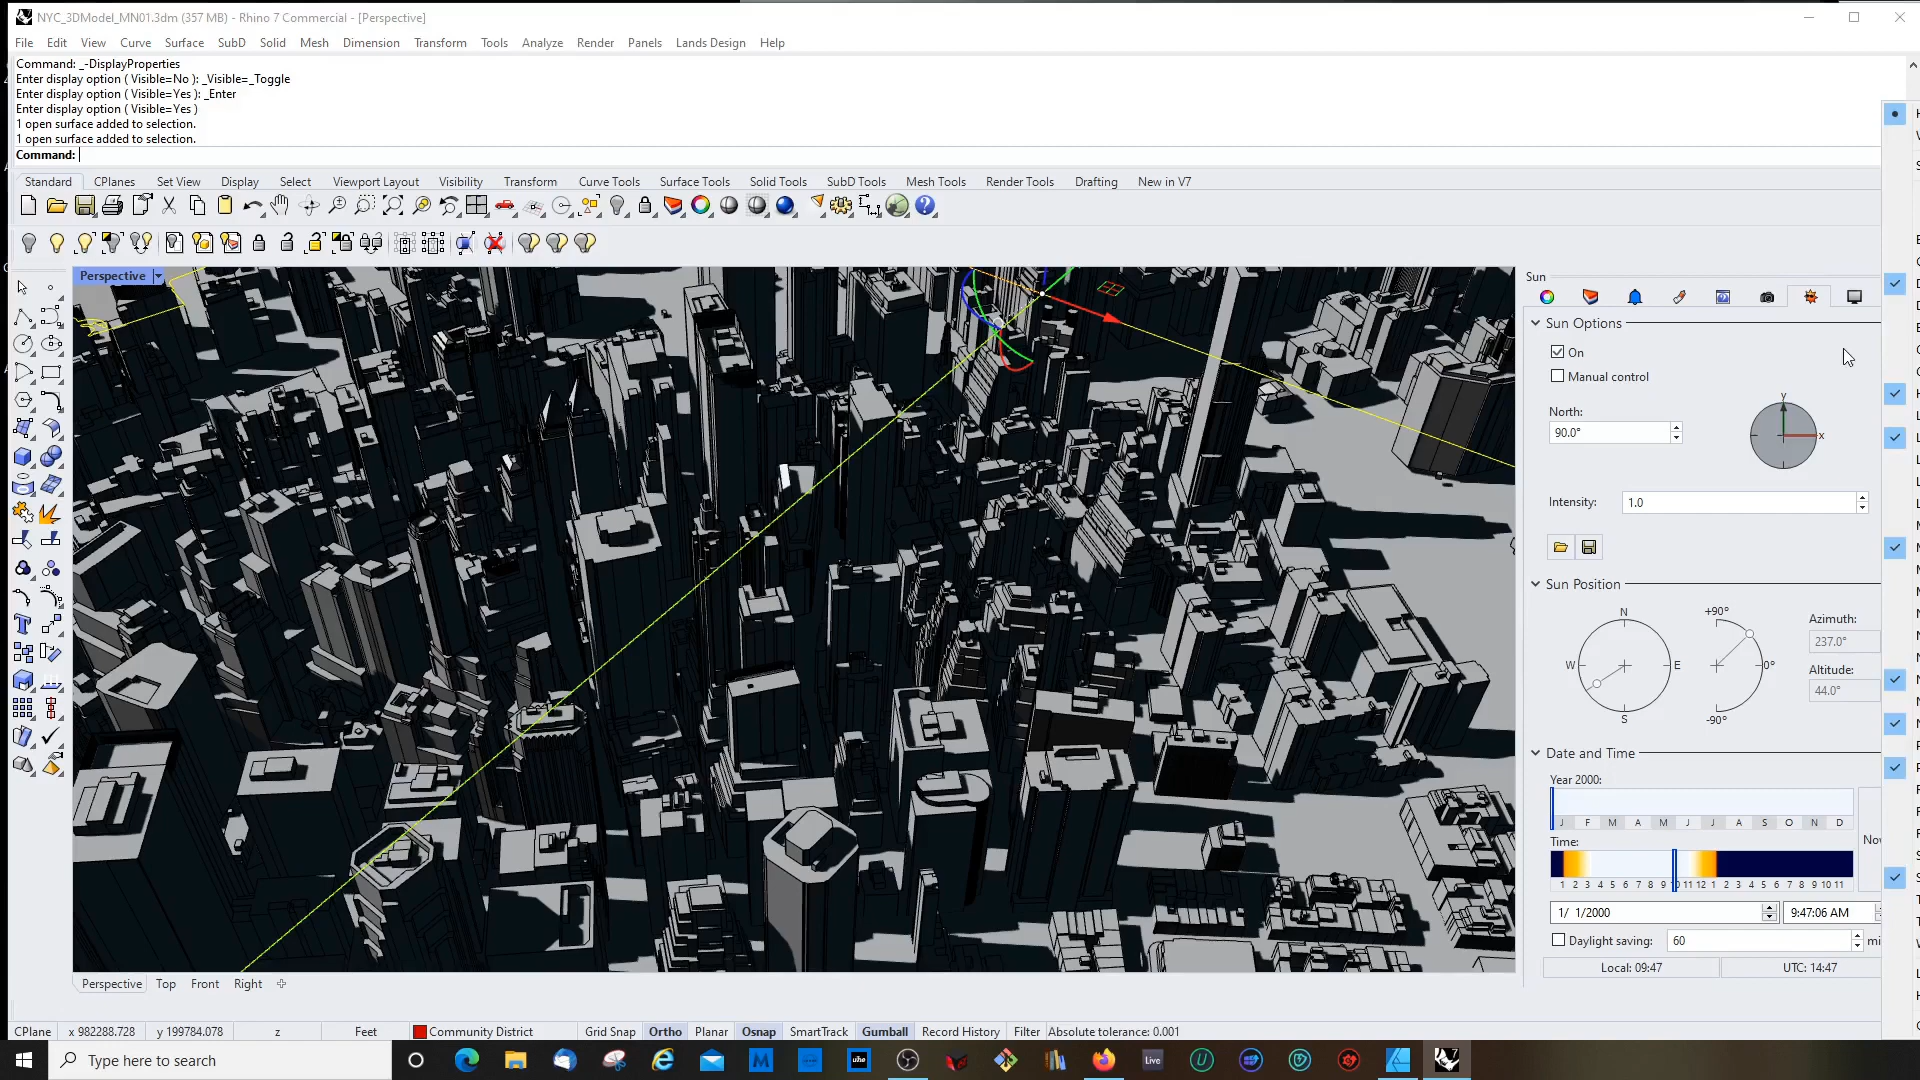 NYC_3DModel_MN01.3dm (357 MB) - Rhino 7 Commercial - [Perspective]
File Edit View Curve Surface SubD Solid Mesh Dimension Transform Tools Analyze Render Panels Lands Design Help
Command: _-DisplayProperties
Enter display option ( Visible=No ): _Visible=_Toggle
Enter display option ( Visible=Yes ): _Enter
Enter display option ( Visible=Yes )
1 open surface added to selection.
1 open surface added to selection.
Command:
Standard CPlanes Set View Display Select Viewport Layout Visibility Transform Curve Tools Surface Tools Solid Tools SubD Tools Mesh Tools Render Tools Drafting New in V7
Perspective
Sun
Sun Options
On
Manual control
North:
90.0°
y
x
Intensity: 1.0
Sun Position
N
W E
S
+90°
0°
-90°
Azimuth:
237.0°
Altitude:
44.0°
Date and Time
Year 2000:
J F M A M J J A S O N D
Time:
1 2 3 4 5 6 7 8 9 10 11 12 1 2 3 4 5 6 7 8 9 10 11
1/ 1/2000 9:47:06 AM
Daylight saving: 60
Local: 09:47 UTC: 14:47
Perspective Top Front Right
CPlane x 982288.728 y 199784.078 z Feet Community District Grid Snap Ortho Planar Osnap SmartTrack Gumball Record History Filter Absolute tolerance: 0.001
Type here to search
uhe
Live